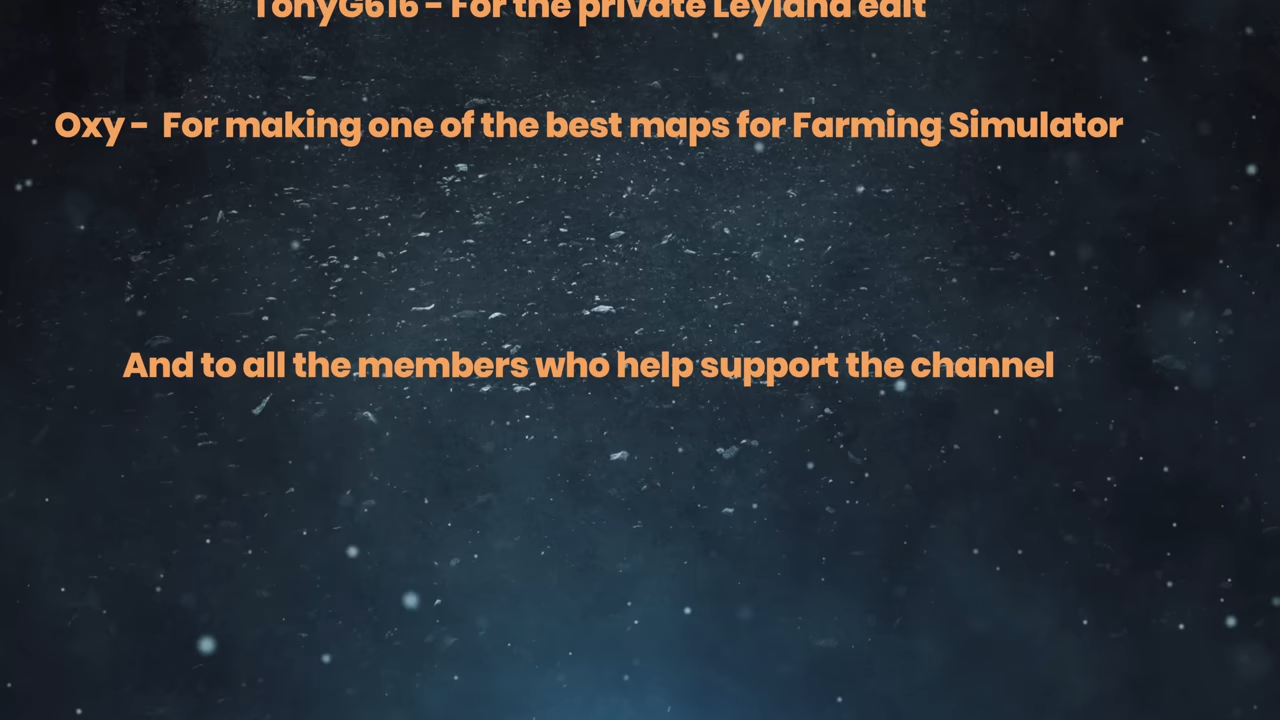 TonyG616 - For the private Leyland edit
Oxy - For making one of the best maps for Farming Simulator
And to all the members who help support the channel